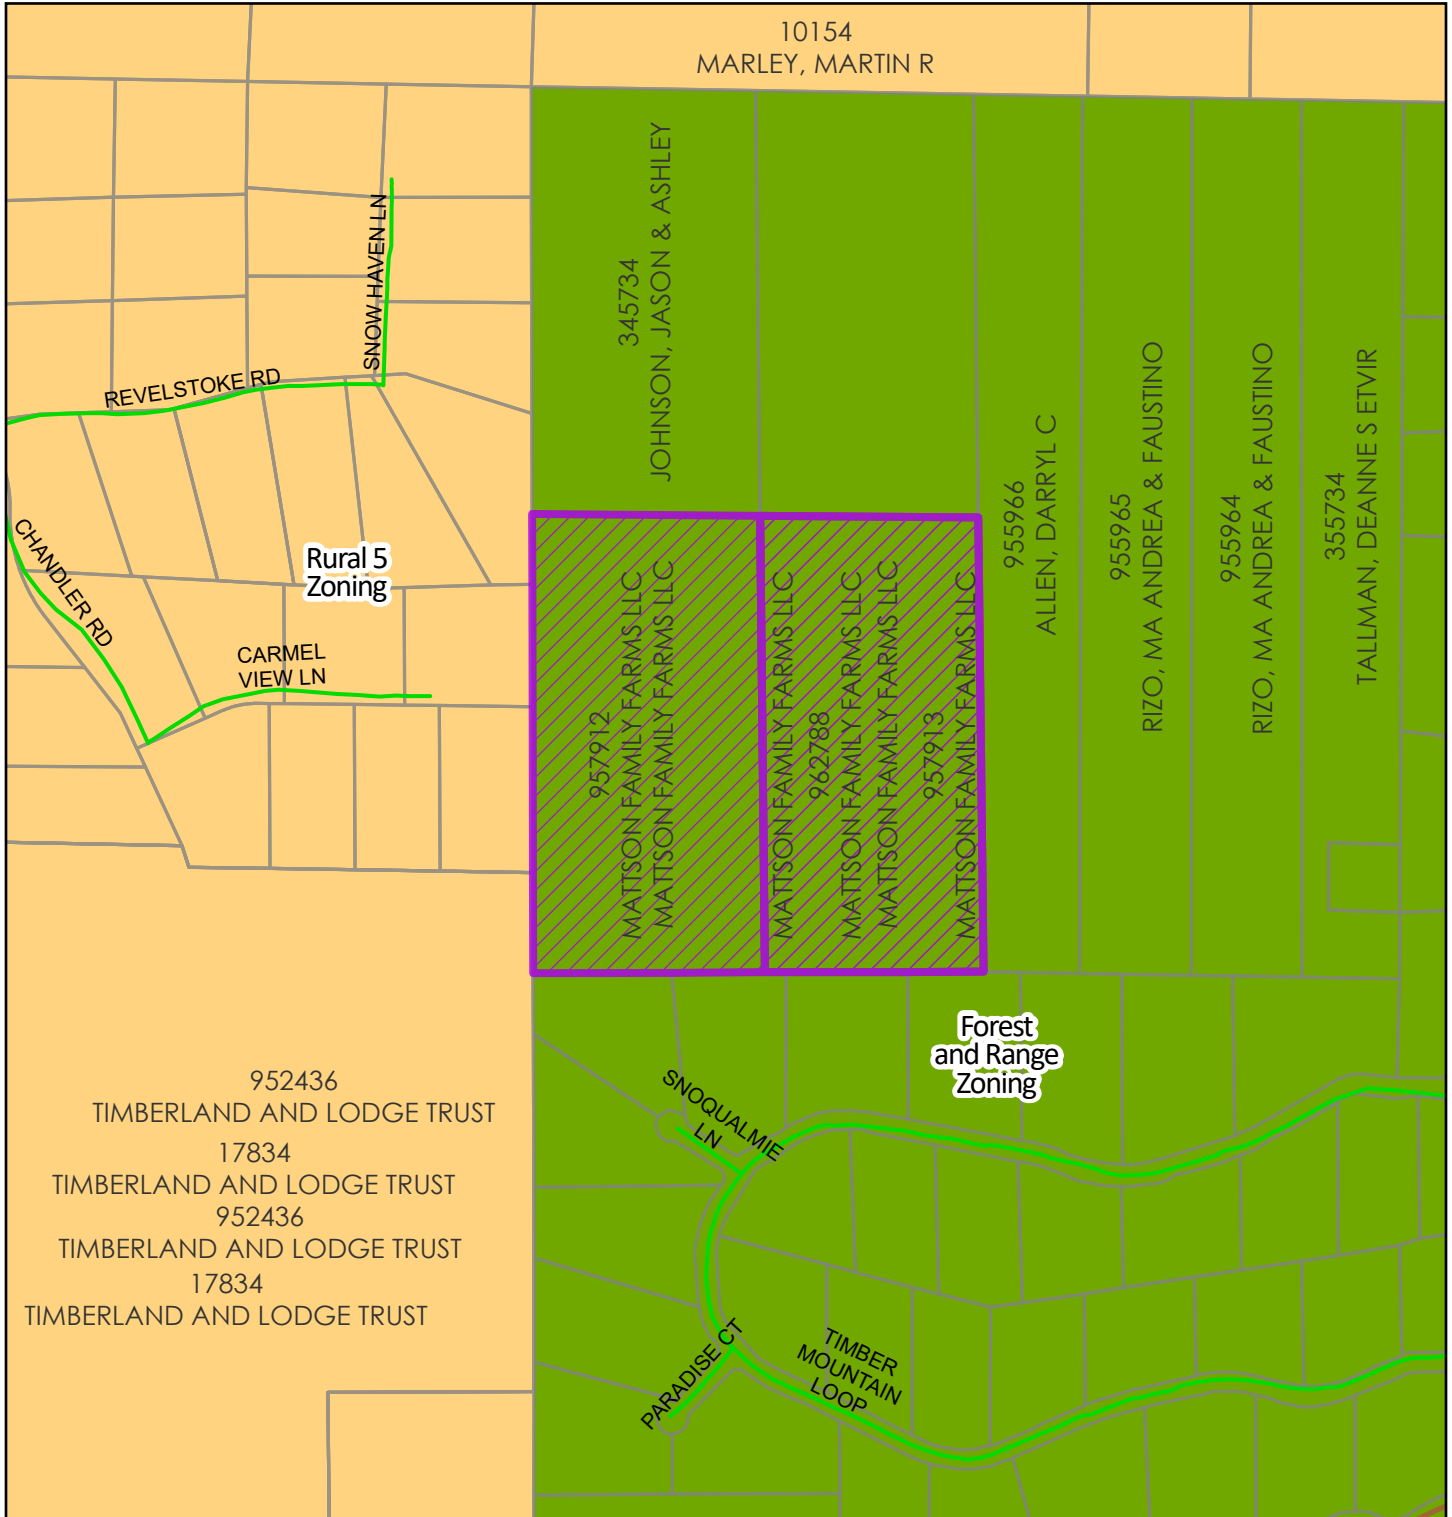 10154
MARLEY, MARTIN R
345734
JOHNSON, JASON & ASHLEY
SNOW HAVEN LN
REVELSTOKE RD
CHANDLER RD
Rural 5
Zoning
CARMEL
VIEW LN
957912
MATTSON FAMILY FARMS LLC
MATTSON FAMILY FARMS LLC
MATTSON FAMILY FARMS LLC
962788
MATTSON FAMILY FARMS LLC
MATTSON FAMILY FARMS LLC
957913
MATTSON FAMILY FARMS LLC
955966
ALLEN, DARRYL C
955965
RIZO, MA ANDREA & FAUSTINO
955964
RIZO, MA ANDREA & FAUSTINO
355734
TALLMAN, DEANNE S ETVIR
Forest
and Range
Zoning
952436
TIMBERLAND AND LODGE TRUST
17834
TIMBERLAND AND LODGE TRUST
952436
TIMBERLAND AND LODGE TRUST
17834
TIMBERLAND AND LODGE TRUST
SNOQUALMIE
LN
PARADISE CT
TIMBER
MOUNTAIN
LOOP